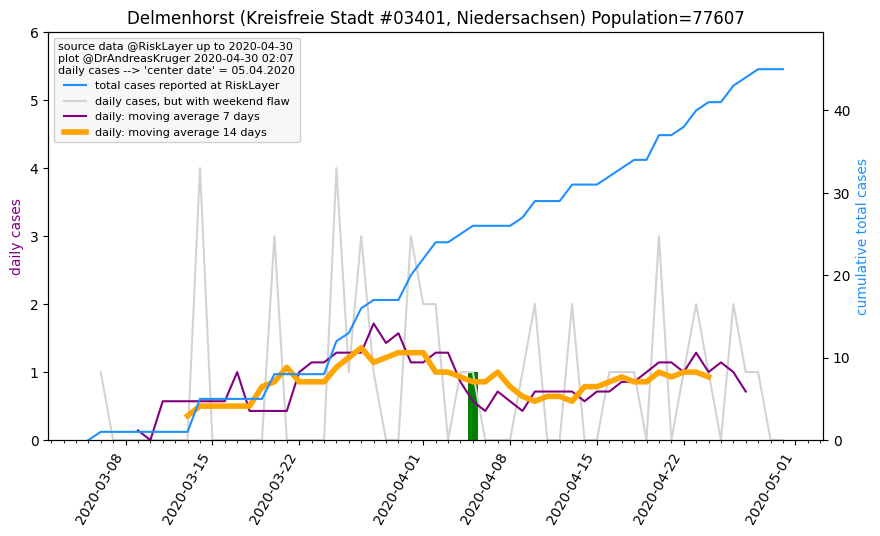 Delmenhorst (Kreisfreie Stadt #03401, Niedersachsen) Population=77607
source data @RiskLayer up to 2020-04-30
plot @DrAndreasKruger 2020-04-30 02:07
daily cases --> 'center date' = 05.04.2020
total cases reported at RiskLayer
daily cases, but with weekend flaw
daily: moving average 7 days
daily: moving average 14 days
daily cases
6
5
4
3
2
1
0
cumulative total cases
40
30
20
10
0
2020-03-08
2020-03-15
2020-03-22
2020-04-01
2020-04-08
2020-04-15
2020-04-22
2020-05-01